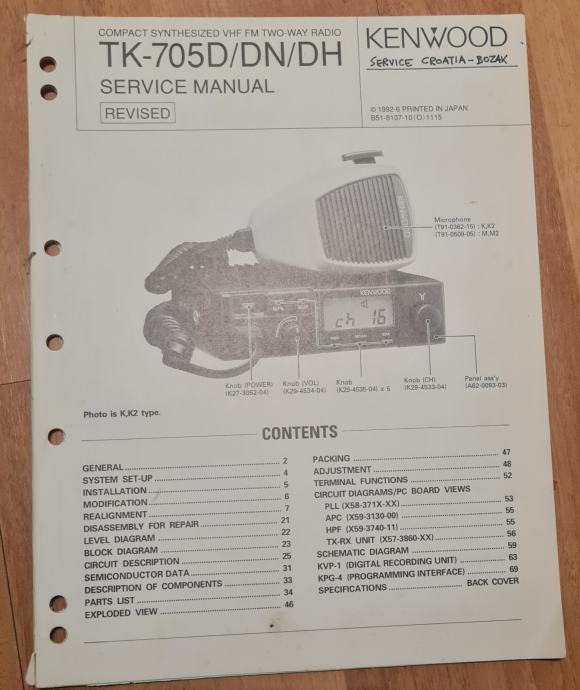 COMPACT SYNTHESIZED VHF FM TWO-WAY RADIO
TK-705D/DN/DH
SERVICE MANUAL
REVISED
KENWOOD
SERVICE CROATIA-BOZAK
© 1992-6 PRINTED IN JAPAN
B51-8107-10(O)1115
Microphone
(T91-0362-15) : K,K2
(T91-0509-05) : M,M2
KENWOOD
KENWOOD
ch 16
Knob (POWER)
(K27-3052-04)
Knob (VOL)
(K29-4534-04)
Knob
(K29-4535-04) x 5
Knob (CH)
(K29-4533-04)
Panel ass'y
(A62-0093-03)
Photo is K,K2 type.
CONTENTS
GENERAL 2
SYSTEM SET-UP 4
INSTALLATION 5
MODIFICATION 6
REALIGNMENT 7
DISASSEMBLY FOR REPAIR 21
LEVEL DIAGRAM 22
BLOCK DIAGRAM 23
CIRCUIT DESCRIPTION 25
SEMICONDUCTOR DATA 31
DESCRIPTION OF COMPONENTS 33
PARTS LIST 34
EXPLODED VIEW 46
PACKING 47
ADJUSTMENT 48
TERMINAL FUNCTIONS 52
CIRCUIT DIAGRAMS/PC BOARD VIEWS
PLL (X58-371X-XX) 53
APC (X59-3130-00) 55
HPF (X59-3740-11) 55
TX-RX UNIT (X57-3860-XX) 56
SCHEMATIC DIAGRAM 59
KVP-1 (DIGITAL RECORDING UNIT) 63
KPG-4 (PROGRAMMING INTERFACE) 69
SPECIFICATIONS BACK COVER